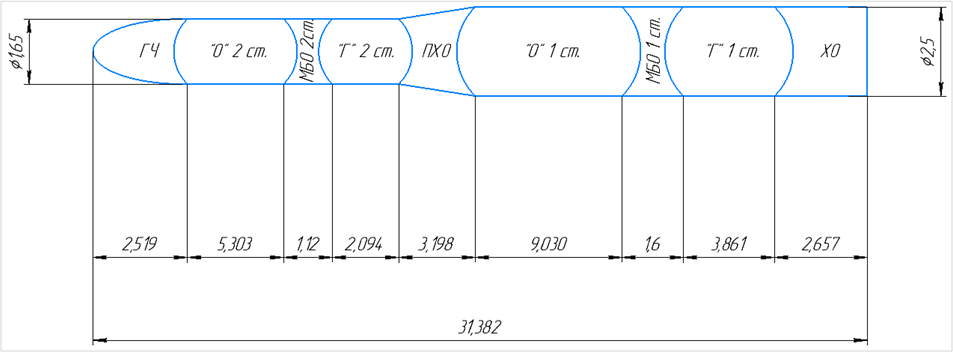 ø1,65
ГЧ
"О" 2 ст.
МБО 2ст.
"Г" 2 ст.
ПХО
"О" 1 ст.
МБО 1 ст.
"Г" 1 ст.
ХО
ø2,5
2,519
5,303
1,12
2,094
3,198
9,030
1,6
3,861
2,657
31,382